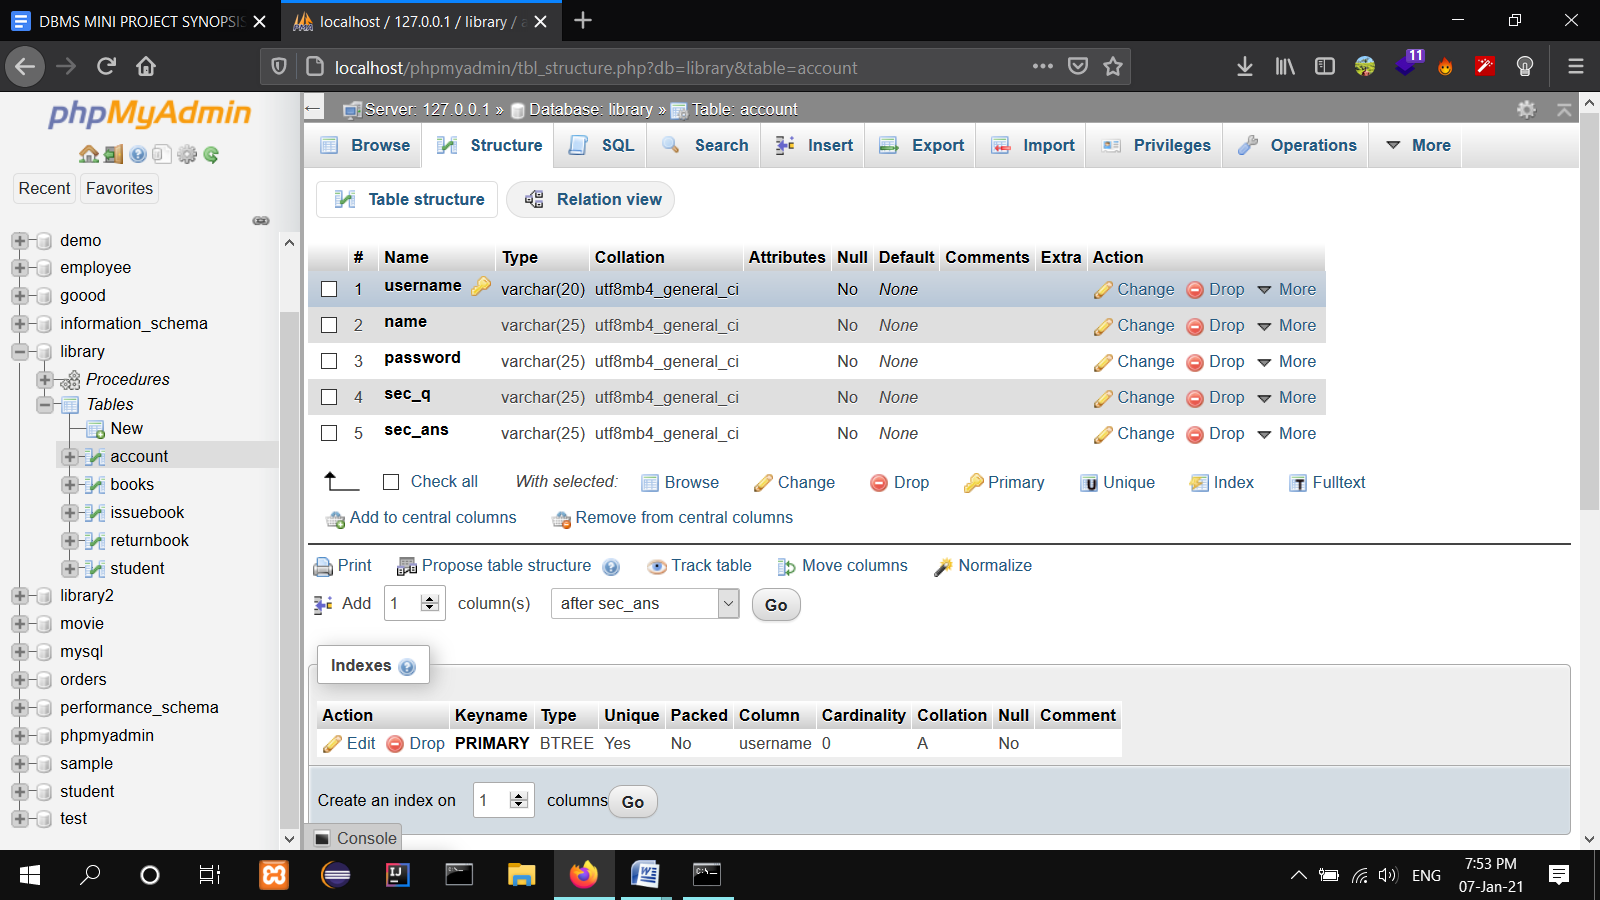 DBMS MINI PROJECT SYNOPSIS
localhost / 127.0.0.1 / library / a
localhost/phpmyadmin/tbl_structure.php?db=library&table=account
11
phpMyAdmin
Recent Favorites
demo
employee
goood
information_schema
library
Procedures
Tables
New
account
books
issuebook
returnbook
student
library2
movie
mysql
orders
performance_schema
phpmyadmin
sample
student
test
Server: 127.0.0.1 » Database: library » Table: account
Browse Structure SQL Search Insert Export Import Privileges Operations More
Table structure Relation view
# Name Type Collation Attributes Null Default Comments Extra Action
1 username varchar(20) utf8mb4_general_ci No None Change Drop More
2 name varchar(25) utf8mb4_general_ci No None Change Drop More
3 password varchar(25) utf8mb4_general_ci No None Change Drop More
4 sec_q varchar(25) utf8mb4_general_ci No None Change Drop More
5 sec_ans varchar(25) utf8mb4_general_ci No None Change Drop More
Check all With selected: Browse Change Drop Primary Unique Index Fulltext
Add to central columns Remove from central columns
Print Propose table structure Track table Move columns Normalize
Add 1 column(s) after sec_ans Go
Indexes
Action Keyname Type Unique Packed Column Cardinality Collation Null Comment
Edit Drop PRIMARY BTREE Yes No username 0 A No
Create an index on 1 columns Go
Console
ENG
7:53 PM
07-Jan-21